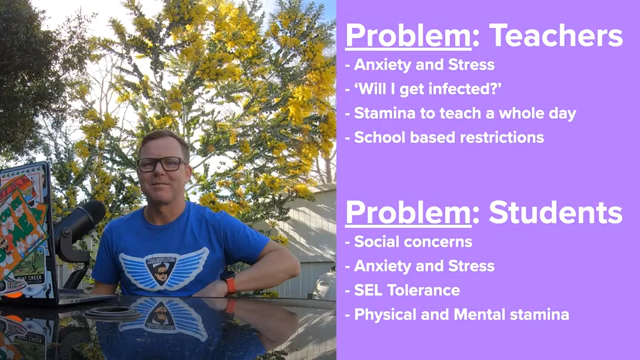 Problem: Teachers
- Anxiety and Stress
- ‘Will I get infected?’
- Stamina to teach a whole day
- School based restrictions
Problem: Students
- Social concerns
- Anxiety and Stress
- SEL Tolerance
- Physical and Mental stamina